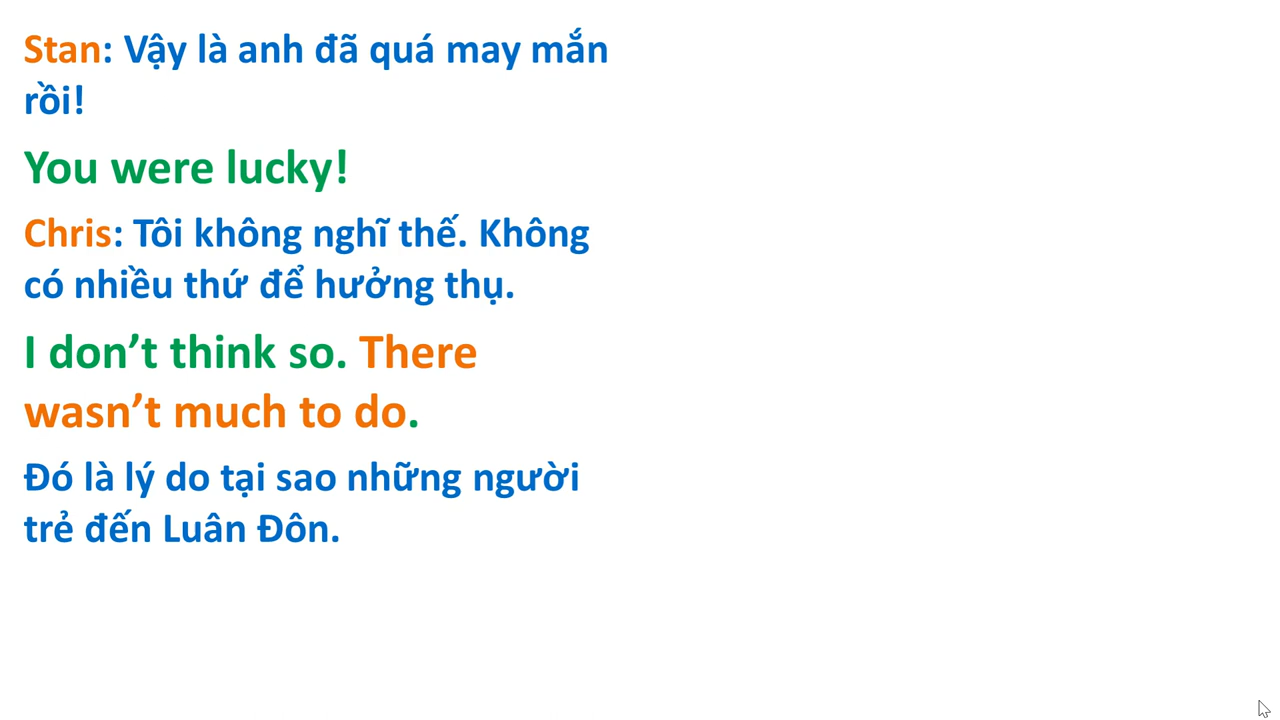 Stan: Vậy là anh đã quá may mắn
rồi!
You were lucky!
Chris: Tôi không nghĩ thế. Không
có nhiều thứ để hưởng thụ.
I don’t think so. There
wasn’t much to do.
Đó là lý do tại sao những người
trẻ đến Luân Đôn.